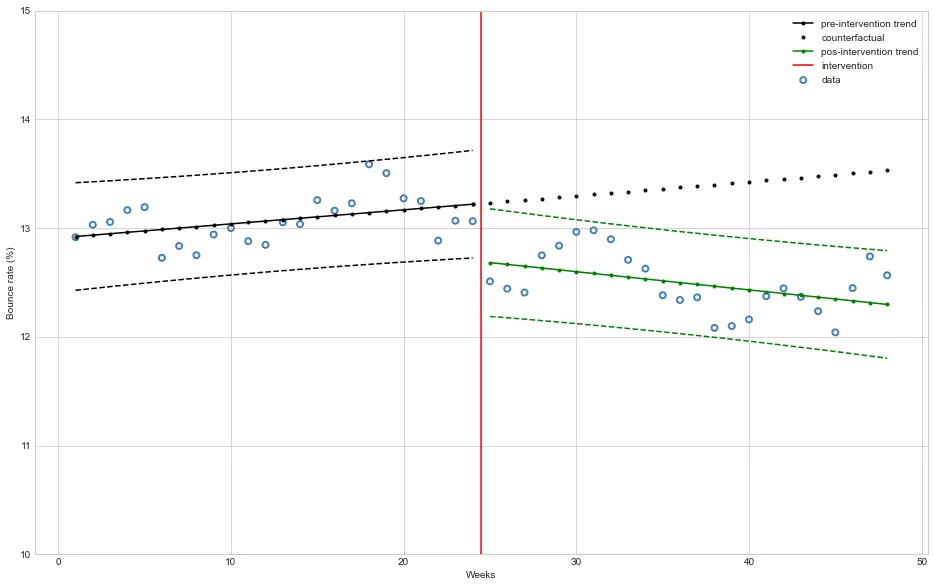 15
pre-intervention trend
counterfactual
pos-intervention trend
intervention
data
14
13
12
11
10
Bounce rate (%)
0 10 20 30 40 50
Weeks